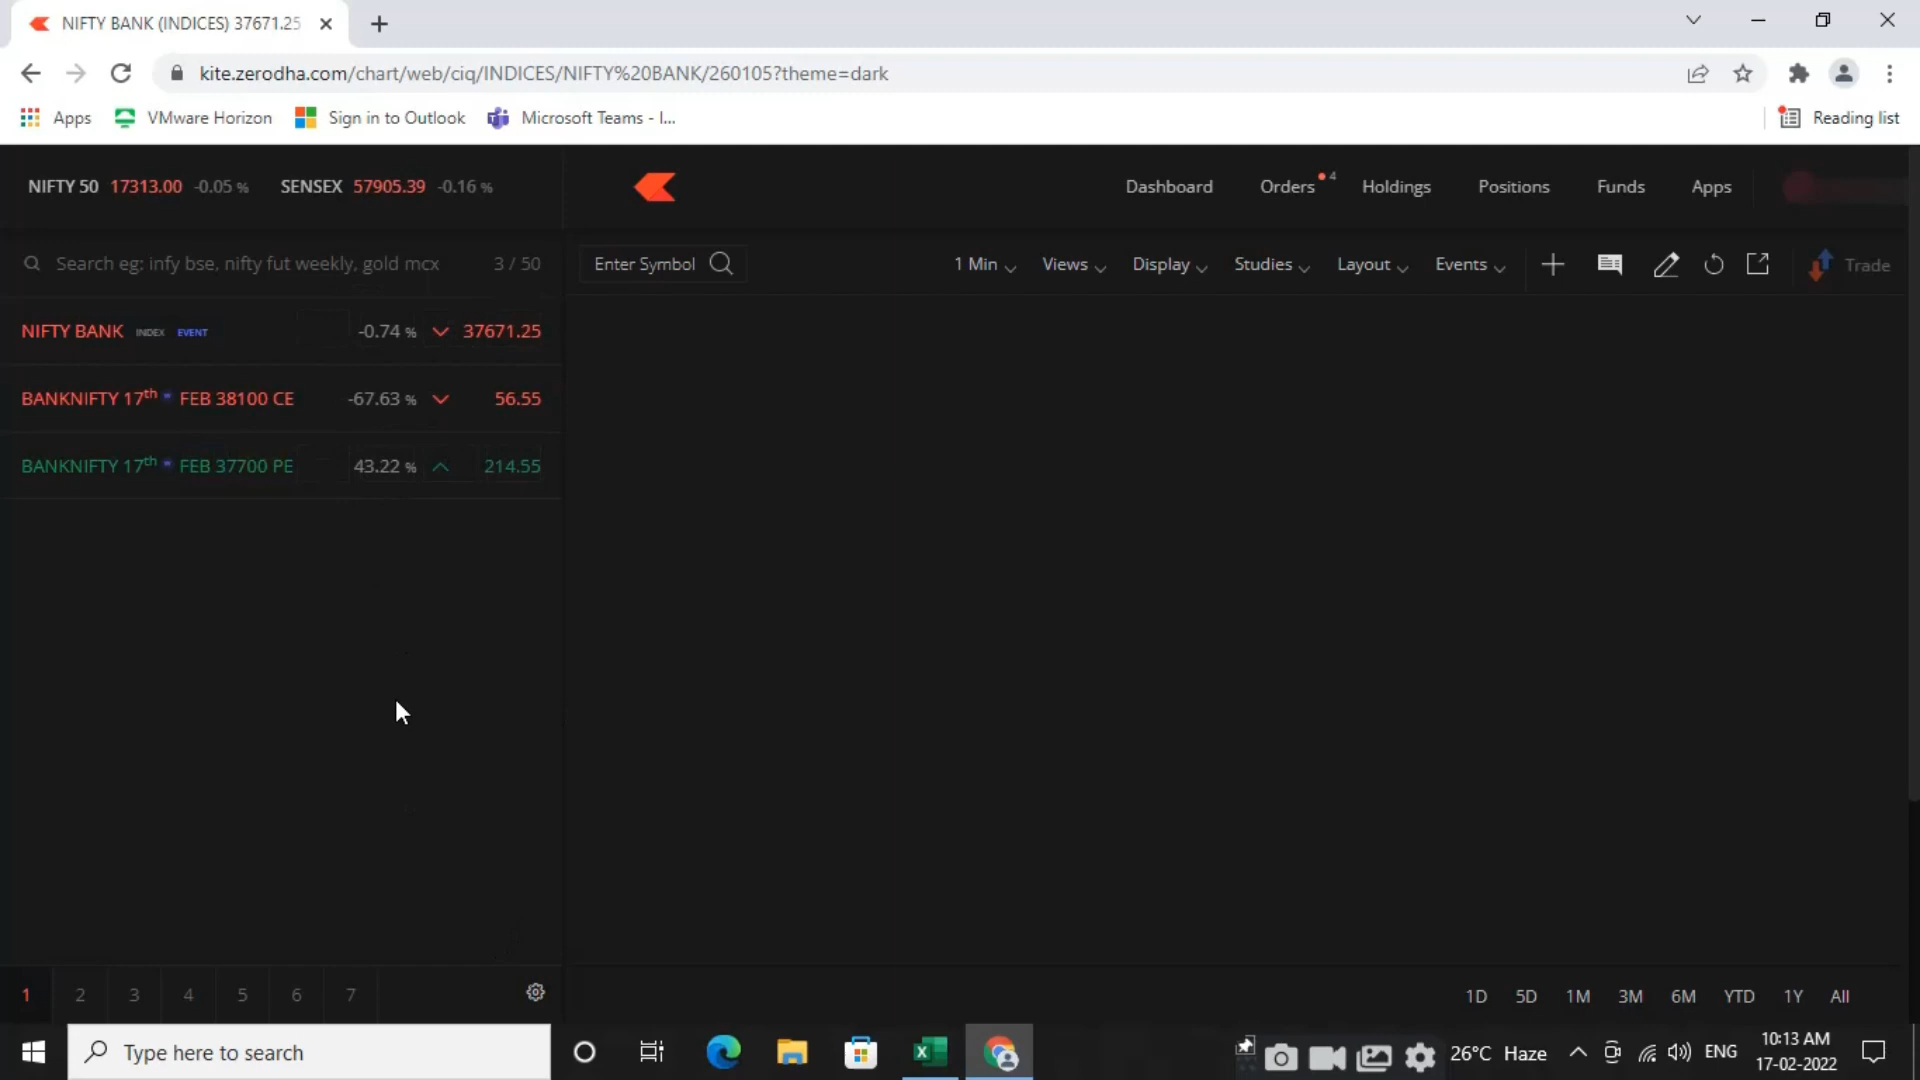 NIFTY BANK (INDICES) 37671.25
kite.zerodha.com/chart/web/ciq/INDICES/NIFTY%20BANK/260105?theme=dark
Apps VMware Horizon Sign in to Outlook Microsoft Teams - I... Reading list
NIFTY 50 17313.00 -0.05 % SENSEX 57905.39 -0.16 % Dashboard Orders 4 Holdings Positions Funds Apps
Search eg: infy bse, nifty fut weekly, gold mcx 3 / 50 Enter Symbol 1 Min Views Display Studies Layout Events Trade
NIFTY BANK INDEX EVENT -0.74 % 37671.25
BANKNIFTY 17th FEB 38100 CE -67.63 % 56.55
BANKNIFTY 17th FEB 37700 PE 43.22 % 214.55
1 2 3 4 5 6 7 1D 5D 1M 3M 6M YTD 1Y All
Type here to search 26°C Haze ENG 10:13 AM
17-02-2022